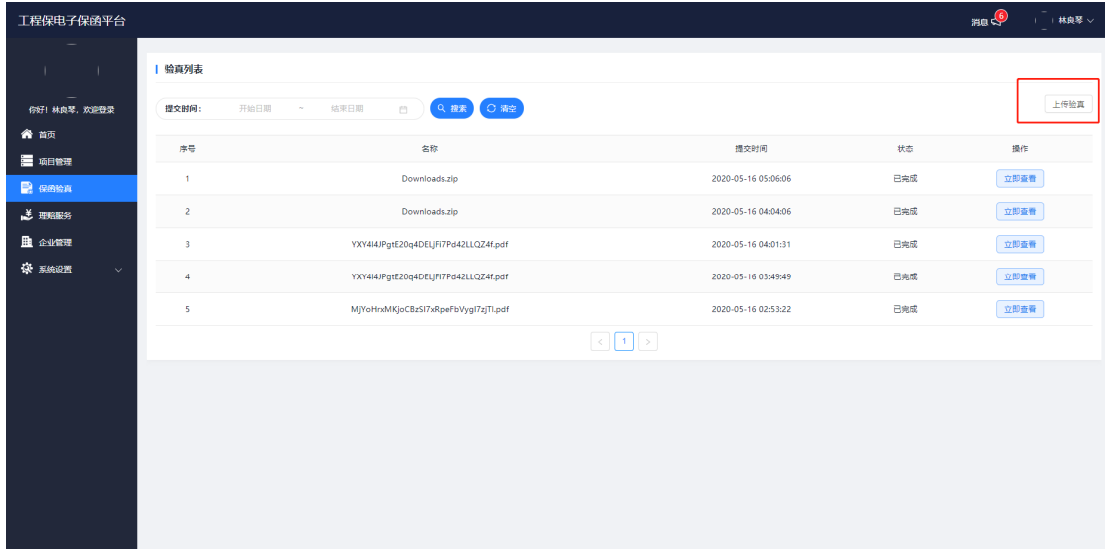 工程保电子保函平台
消息 6 林良琴
你好! 林良琴, 欢迎登录
首页
项目管理
保函验真
理赔服务
企业管理
系统设置
验真列表
提交时间: 开始日期 ~ 结束日期 搜索 清空 上传验真
序号 名称 提交时间 状态 操作
1 Downloads.zip 2020-05-16 05:06:06 已完成 立即查看
2 Downloads.zip 2020-05-16 04:04:06 已完成 立即查看
3 YXY4I4JPgtE20q4DELjFi7Pd42LLQZ4f.pdf 2020-05-16 04:01:31 已完成 立即查看
4 YXY4I4JPgtE20q4DELjFi7Pd42LLQZ4f.pdf 2020-05-16 03:49:49 已完成 立即查看
5 MjYoHrxMKjoCBzSl7xRpeFbVygI7zjTl.pdf 2020-05-16 02:53:22 已完成 立即查看
< 1 >